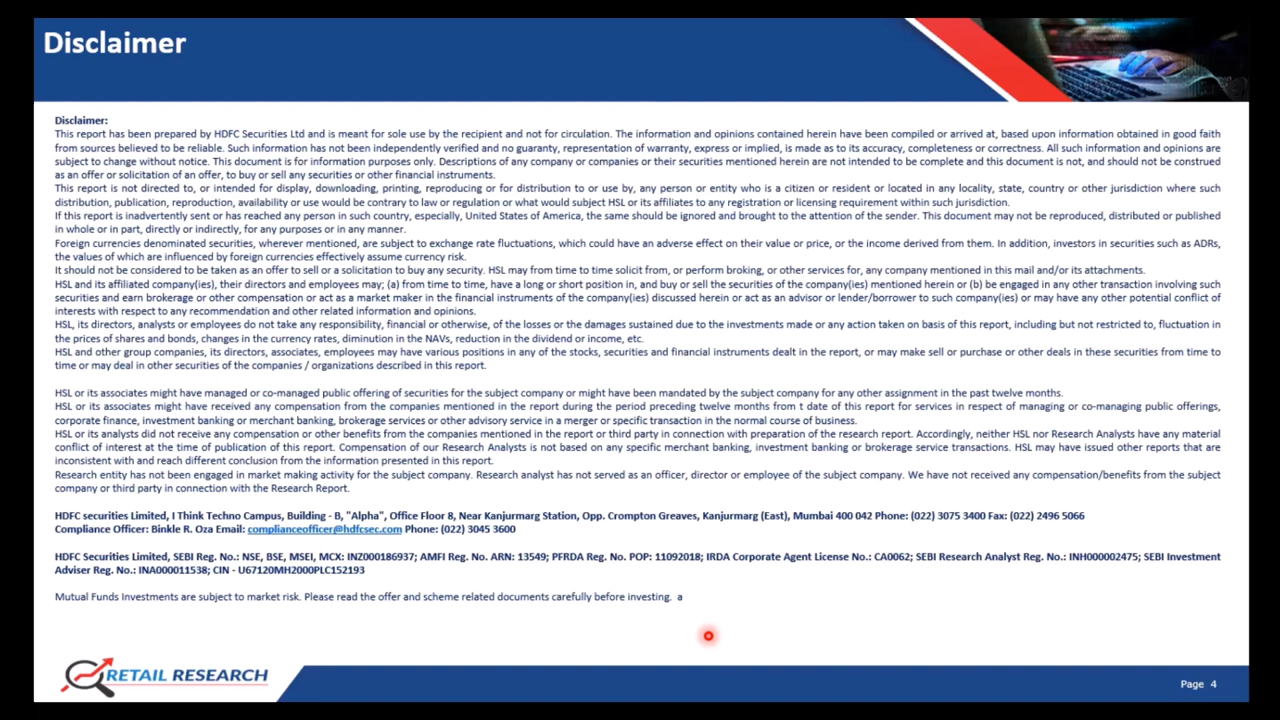 Disclaimer
Disclaimer:
This report has been prepared by HDFC Securities Ltd and is meant for sole use by the recipient and not for circulation. The information and opinions contained herein have been compiled or arrived at, based upon information obtained in good faith
from sources believed to be reliable. Such information has not been independently verified and no guaranty, representation of warranty, express or implied, is made as to its accuracy, completeness or correctness. All such information and opinions are
subject to change without notice. This document is for information purposes only. Descriptions of any company or companies or their securities mentioned herein are not intended to be complete and this document is not, and should not be construed
as an offer or solicitation of an offer, to buy or sell any securities or other financial instruments.
This report is not directed to, or intended for display, downloading, printing, reproducing or for distribution to or use by, any person or entity who is a citizen or resident or located in any locality, state, country or other jurisdiction where such
distribution, publication, reproduction, availability or use would be contrary to law or regulation or what would subject HSL or its affiliates to any registration or licensing requirement within such jurisdiction.
If this report is inadvertently sent or has reached any person in such country, especially, United States of America, the same should be ignored and brought to the attention of the sender. This document may not be reproduced, distributed or published
in whole or in part, directly or indirectly, for any purposes or in any manner.
Foreign currencies denominated securities, wherever mentioned, are subject to exchange rate fluctuations, which could have an adverse effect on their value or price, or the income derived from them. In addition, investors in securities such as ADRs,
the values of which are influenced by foreign currencies effectively assume currency risk.
It should not be considered to be taken as an offer to sell or a solicitation to buy any security. HSL may from time to time solicit from, or perform broking, or other services for, any company mentioned in this mail and/or its attachments.
HSL and its affiliated company(ies), their directors and employees may; (a) from time to time, have a long or short position in, and buy or sell the securities of the company(ies) mentioned herein or (b) be engaged in any other transaction involving such
securities and earn brokerage or other compensation or act as a market maker in the financial instruments of the company(ies) discussed herein or act as an advisor or lender/borrower to such company(ies) or may have any other potential conflict of
interests with respect to any recommendation and other related information and opinions.
HSL, its directors, analysts or employees do not take any responsibility, financial or otherwise, of the losses or the damages sustained due to the investments made or any action taken on basis of this report, including but not restricted to, fluctuation in
the prices of shares and bonds, changes in the currency rates, diminution in the NAVs, reduction in the dividend or income, etc.
HSL and other group companies, its directors, associates, employees may have various positions in any of the stocks, securities and financial instruments dealt in the report, or may make sell or purchase or other deals in these securities from time to
time or may deal in other securities of the companies / organizations described in this report.
HSL or its associates might have managed or co-managed public offering of securities for the subject company or might have been mandated by the subject company for any other assignment in the past twelve months.
HSL or its associates might have received any compensation from the companies mentioned in the report during the period preceding twelve months from t date of this report for services in respect of managing or co-managing public offerings,
corporate finance, investment banking or merchant banking, brokerage services or other advisory service in a merger or specific transaction in the normal course of business.
HSL or its analysts did not receive any compensation or other benefits from the companies mentioned in the report or third party in connection with preparation of the research report. Accordingly, neither HSL nor Research Analysts have any material
conflict of interest at the time of publication of this report. Compensation of our Research Analysts is not based on any specific merchant banking, investment banking or brokerage service transactions. HSL may have issued other reports that are
inconsistent with and reach different conclusion from the information presented in this report.
Research entity has not been engaged in market making activity for the subject company. Research analyst has not served as an officer, director or employee of the subject company. We have not received any compensation/benefits from the subject
company or third party in connection with the Research Report.
HDFC securities Limited, I Think Techno Campus, Building - B, "Alpha", Office Floor 8, Near Kanjurmarg Station, Opp. Crompton Greaves, Kanjurmarg (East), Mumbai 400 042 Phone: (022) 3075 3400 Fax: (022) 2496 5066
Compliance Officer: Binkle R. Oza Email: complianceofficer@hdfcsec.com Phone: (022) 3045 3600
HDFC Securities Limited, SEBI Reg. No.: NSE, BSE, MSEI, MCX: INZ000186937; AMFI Reg. No. ARN: 13549; PFRDA Reg. No. POP: 11092018; IRDA Corporate Agent License No.: CA0062; SEBI Research Analyst Reg. No.: INH000002475; SEBI Investment
Adviser Reg. No.: INA000011538; CIN - U67120MH2000PLC152193
Mutual Funds Investments are subject to market risk. Please read the offer and scheme related documents carefully before investing. a
RETAIL RESEARCH
Page 4